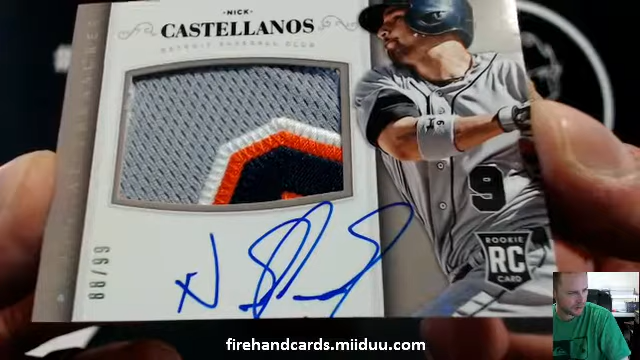 -NICK-
CASTELLANOS
DETROIT BASEBALL CLUB
88/99
9
ROOKIE
RC
CARD
firehandcards.miiduu.com